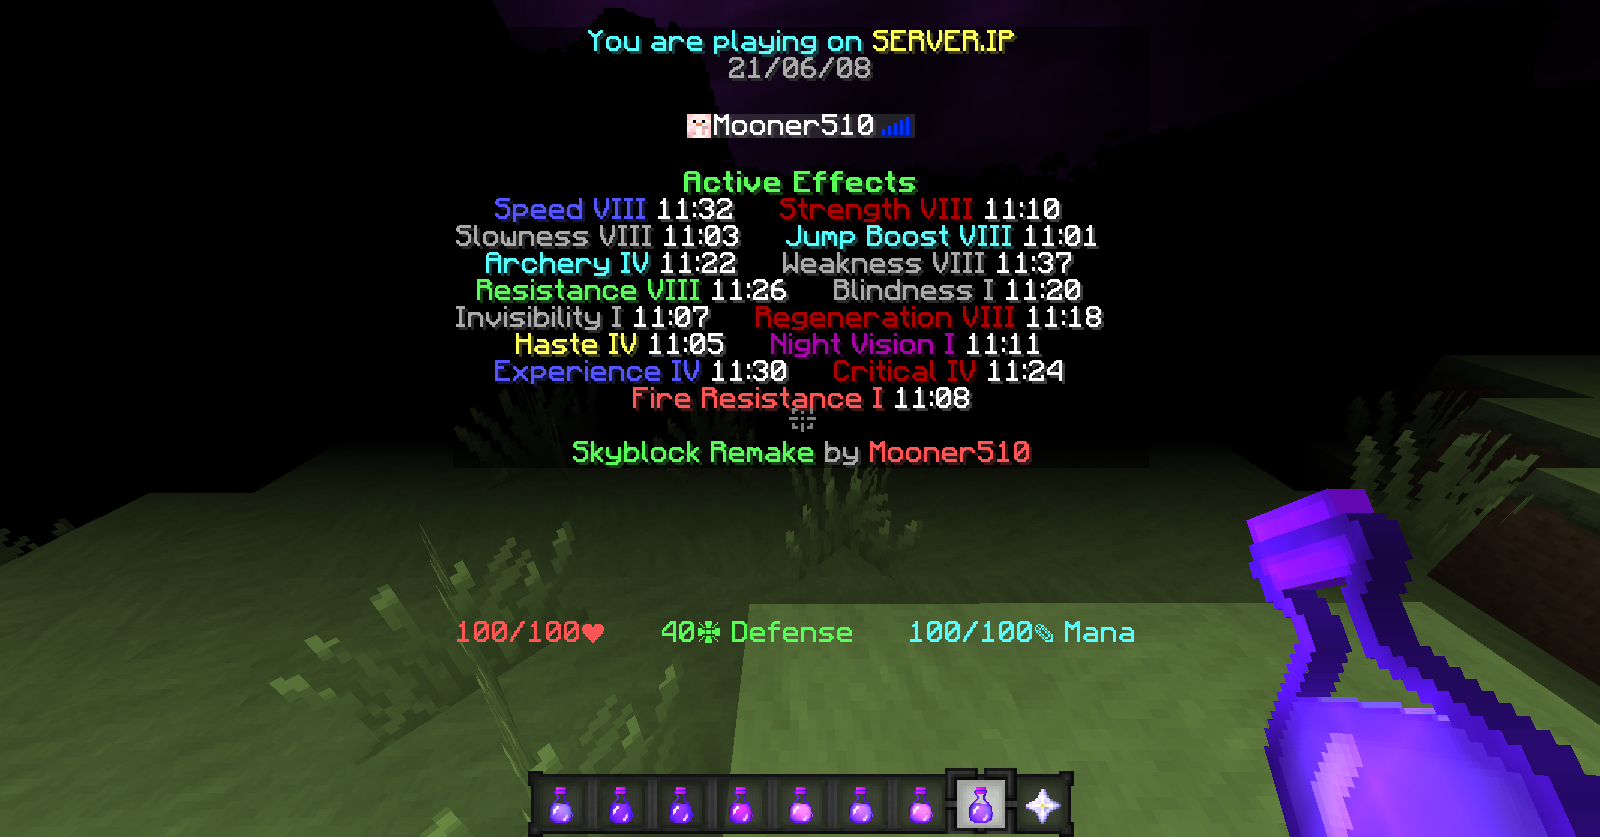 You are playing on SERVER.IP
21/06/08
Mooner510
Active Effects
Speed VIII 11:32 Strength VIII 11:10
Slowness VIII 11:03 Jump Boost VIII 11:01
Archery IV 11:22 Weakness VIII 11:37
Resistance VIII 11:26 Blindness I 11:20
Invisibility I 11:07 Regeneration VIII 11:18
Haste IV 11:05 Night Vision I 11:11
Experience IV 11:30 Critical IV 11:24
Fire Resistance I 11:08
Skyblock Remake by Mooner510
100/100❤ 40 Defense 100/100 Mana